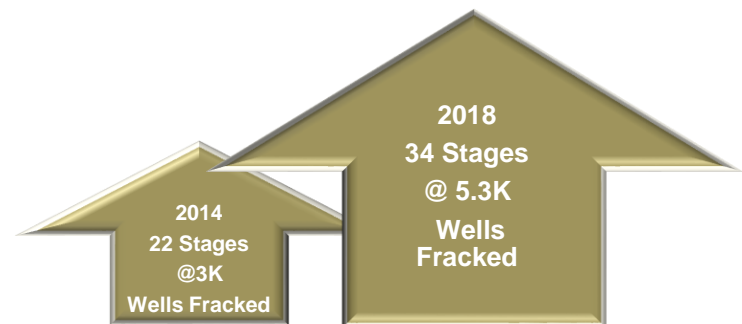 2014
22 Stages
@3K
Wells Fracked
2018
34 Stages
@ 5.3K
Wells
Fracked